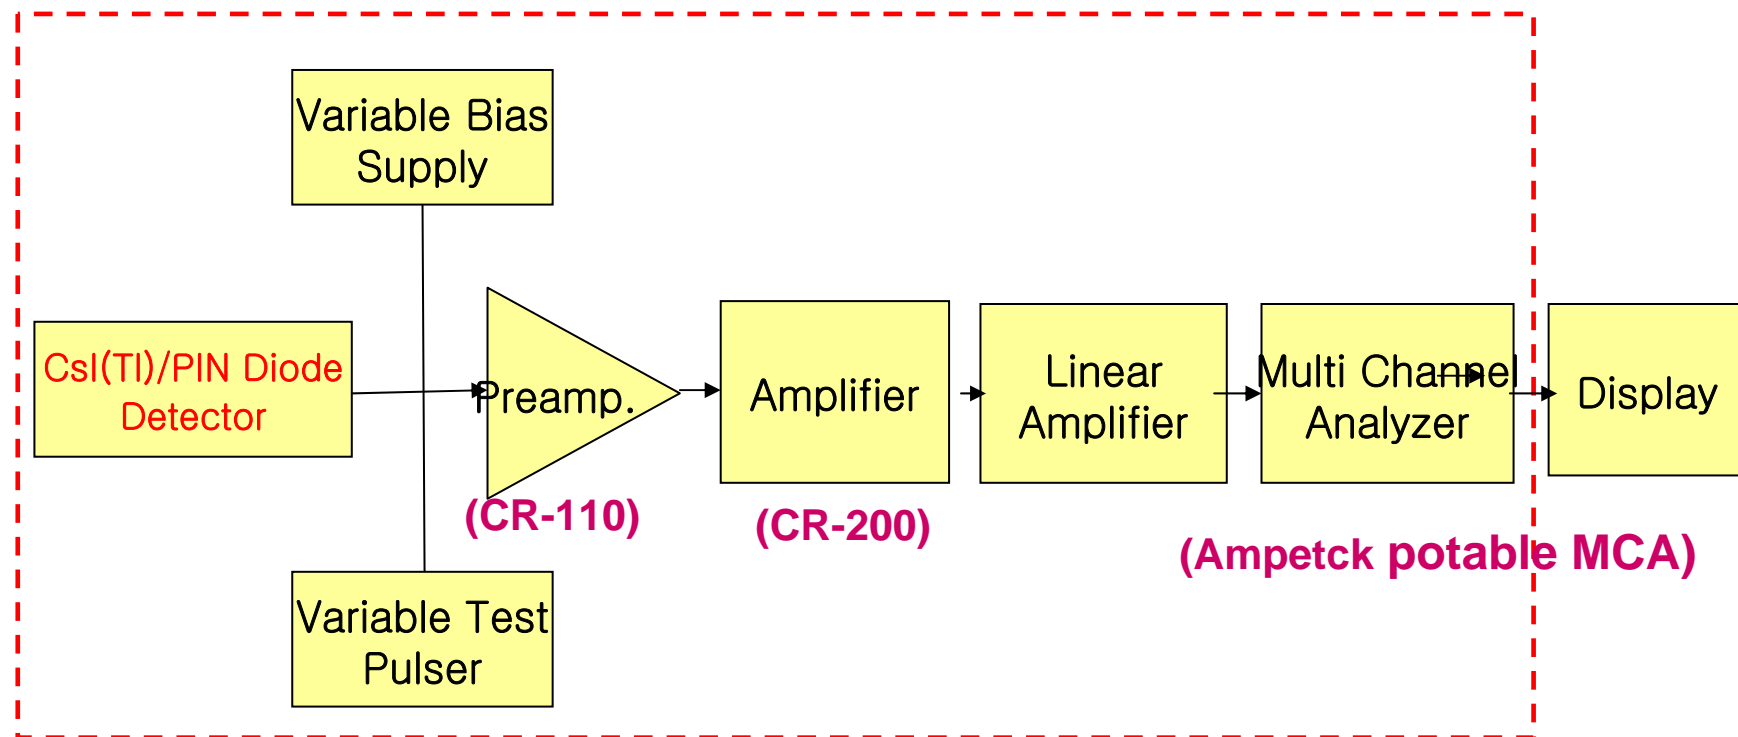 Variable Bias
Supply
CsI(Tl)/PIN Diode
Detector
Preamp.
(CR-110)
Amplifier
(CR-200)
Linear
Amplifier
Multi Channel
Analyzer
(Ampetck potable MCA)
Display
Variable Test
Pulser